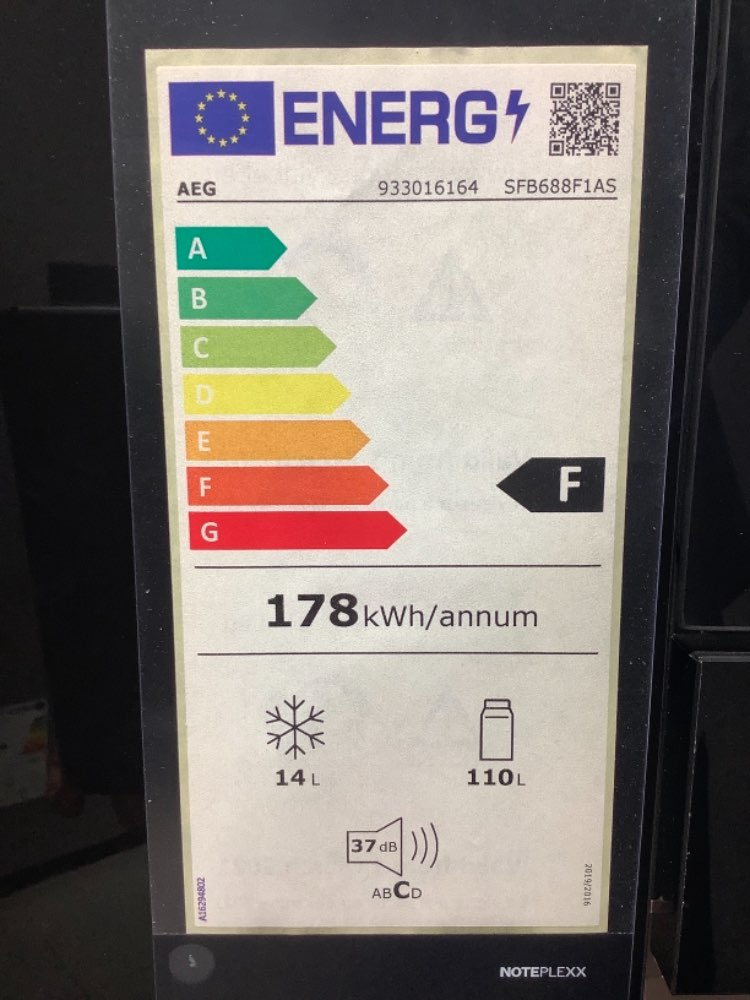 ENERG
AEG 933016164 SFB688F1AS
A
B
C
D
E
F
F
G
178 kWh/annum
14 L
110 L
37 dB
ABCD
A16294802
2019/2016
NOTEPLEXX